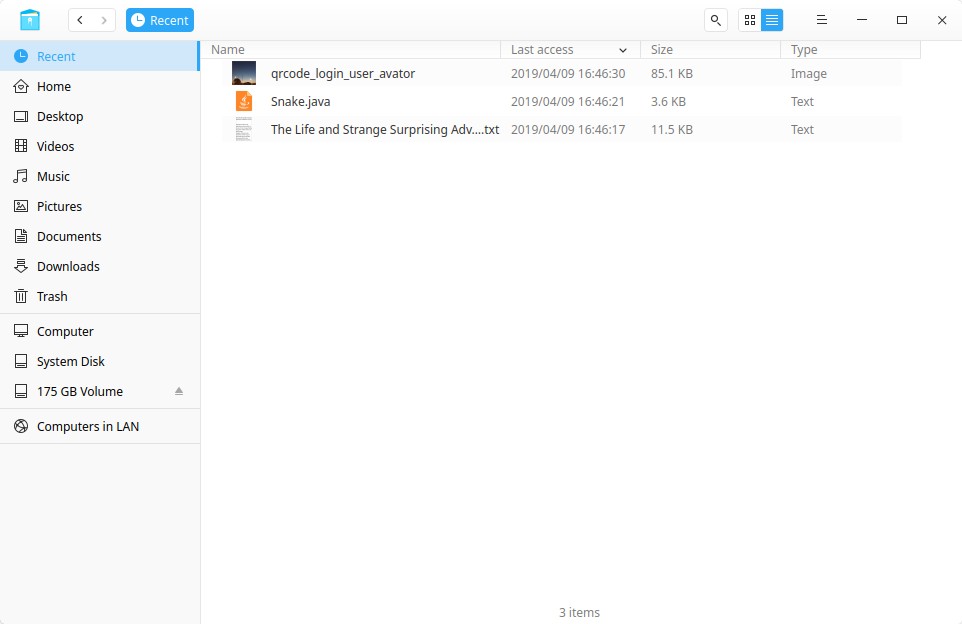 Recent
Recent
Home
Desktop
Videos
Music
Pictures
Documents
Downloads
Trash
Computer
System Disk
175 GB Volume
Computers in LAN
Name Last access Size Type
qrcode_login_user_avator 2019/04/09 16:46:30 85.1 KB Image
Snake.java 2019/04/09 16:46:21 3.6 KB Text
The Life and Strange Surprising Adv....txt 2019/04/09 16:46:17 11.5 KB Text
3 items